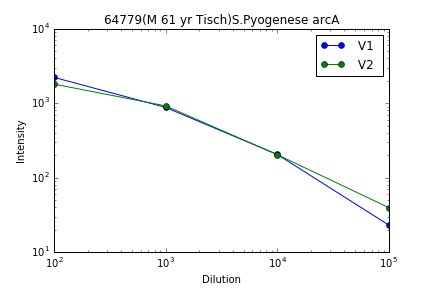 64779(M 61 yr Tisch)S.Pyogenese arcA
V1
V2
10^4
10^3
10^2
10^1
Intensity
10^2 10^3 10^4 10^5
Dilution